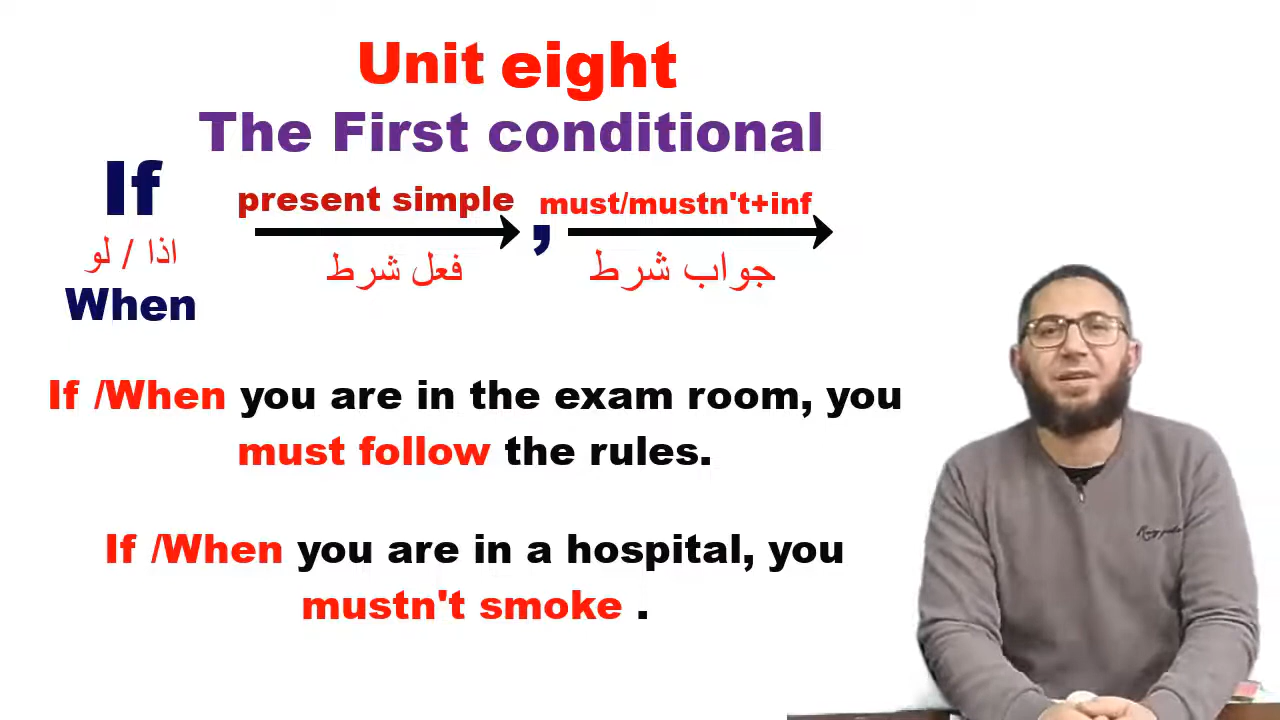 Unit eight
The First conditional
If
present simple
,
must/mustn't+inf
اذا / لو
فعل شرط
جواب شرط
When
If /When you are in the exam room, you
must follow the rules.
If /When you are in a hospital, you
mustn't smoke .